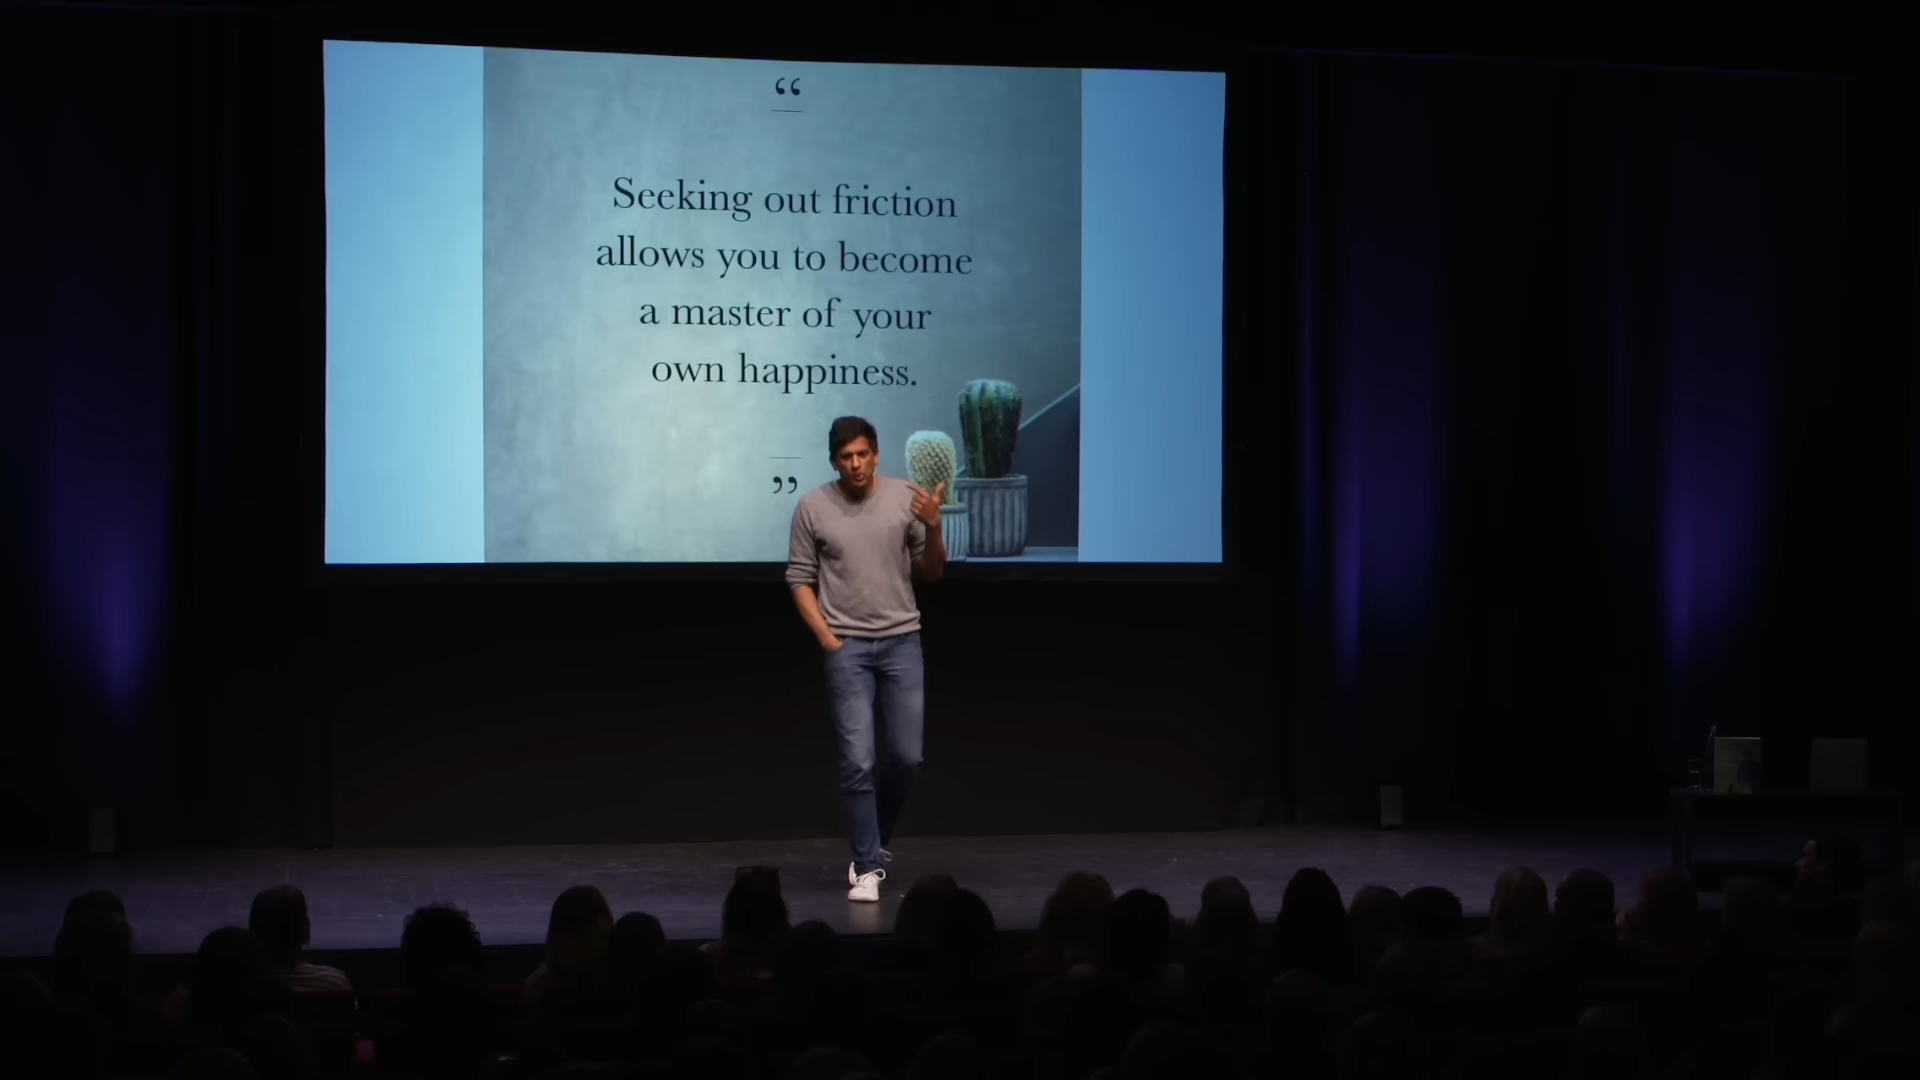 “
Seeking out friction
allows you to become
a master of your
own happiness.
”